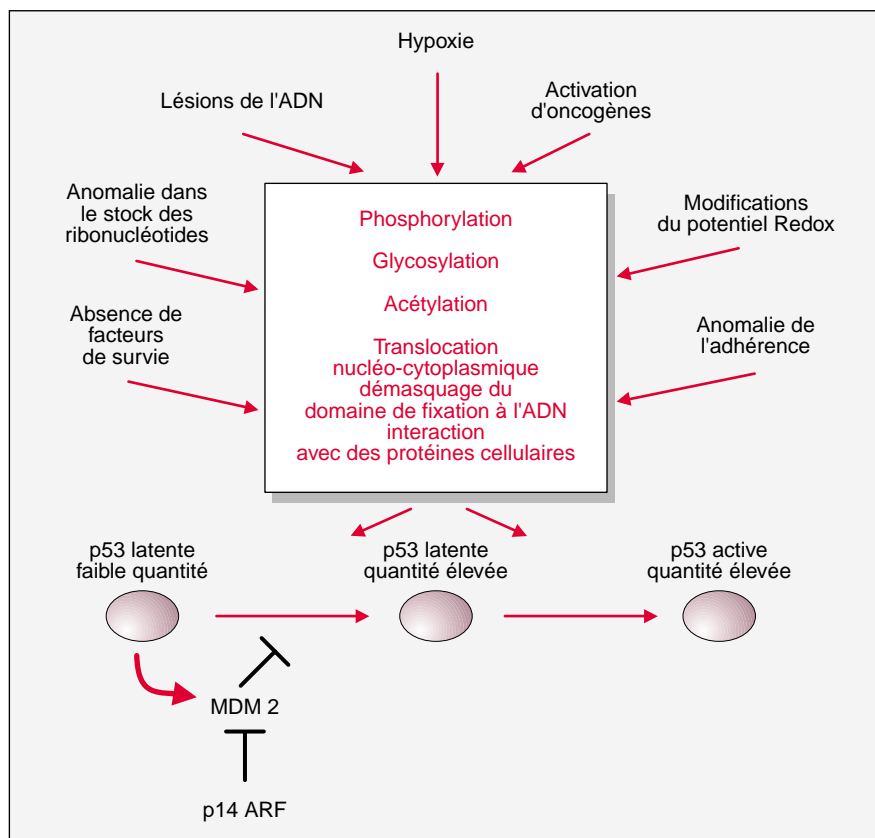 Hypoxie
Lésions de l'ADN
Activation
d'oncogènes
Anomalie dans
le stock des
ribonucléotides
Modifications
du potentiel Redox
Absence de
facteurs
de survie
Anomalie de
l'adhérence
Phosphorylation
Glycosylation
Acétylation
Translocation
nucléo-cytoplasmique
démasquage du
domaine de fixation à l'ADN
interaction
avec des protéines cellulaires
p53 latente
faible quantité
p53 latente
quantité élevée
p53 active
quantité élevée
MDM 2
p14 ARF